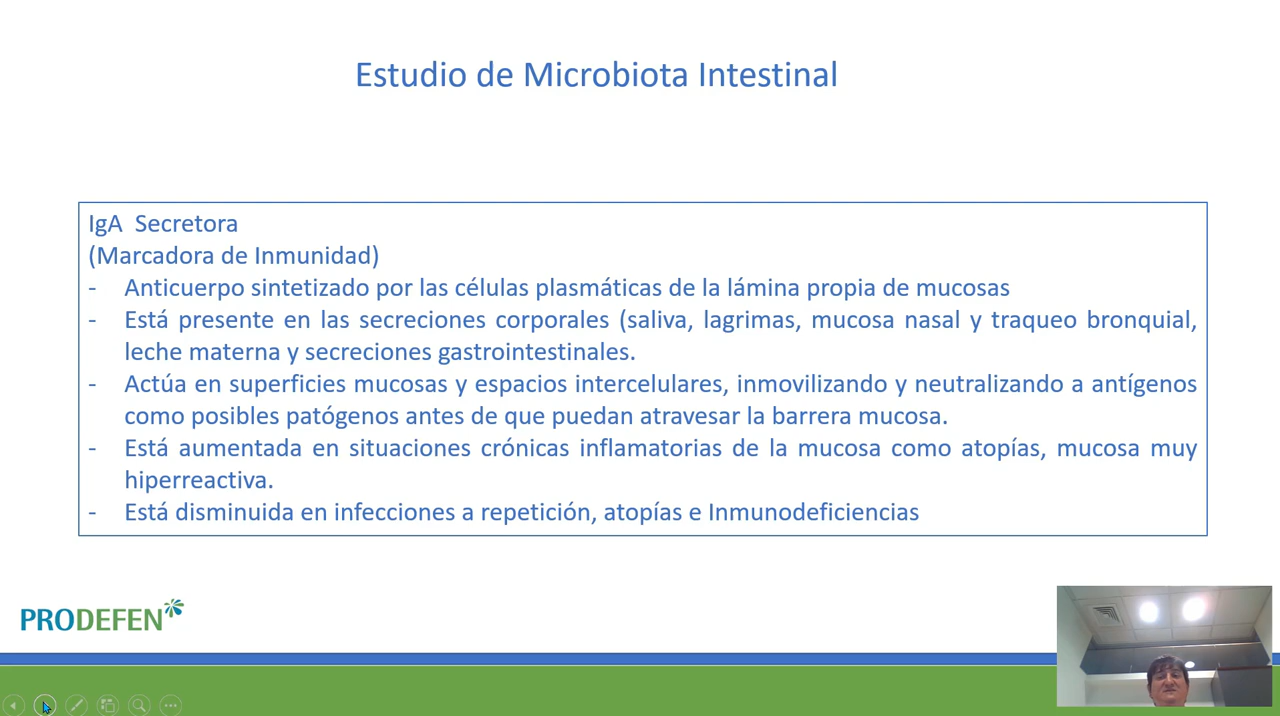 Estudio de Microbiota Intestinal
IgA  Secretora
(Marcadora de Inmunidad)
- Anticuerpo sintetizado por las células plasmáticas de la lámina propia de mucosas
- Está presente en las secreciones corporales (saliva, lagrimas, mucosa nasal y traqueo bronquial,
leche materna y secreciones gastrointestinales.
- Actúa en superficies mucosas y espacios intercelulares, inmovilizando y neutralizando a antígenos
como posibles patógenos antes de que puedan atravesar la barrera mucosa.
- Está aumentada en situaciones crónicas inflamatorias de la mucosa como atopías, mucosa muy
hiperreactiva.
- Está disminuida en infecciones a repetición, atopías e Inmunodeficiencias
PRODEFEN